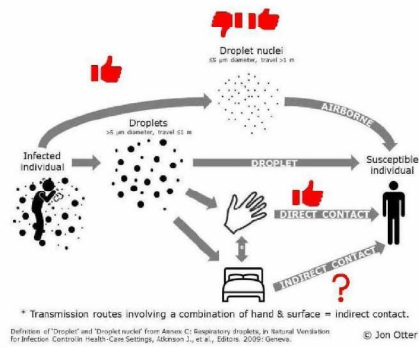 Droplet nuclei
≤5 µm diameter, travel >1 m
Droplets
>5 µm diameter, travel ≤1 m
AIRBORNE
Infected
individual
DROPLET
Susceptible
individual
DIRECT CONTACT
*
INDIRECT CONTACT
?
* Transmission routes involving a combination of hand & surface = indirect contact.
Definition of 'Droplet' and 'Droplet nuclei' from Annex C: Respiratory droplets, in Natural Ventilation
for Infection Control in Health-Care Settings, Atkinson J., et al., Editors. 2009: Geneva.
© Jon Otter